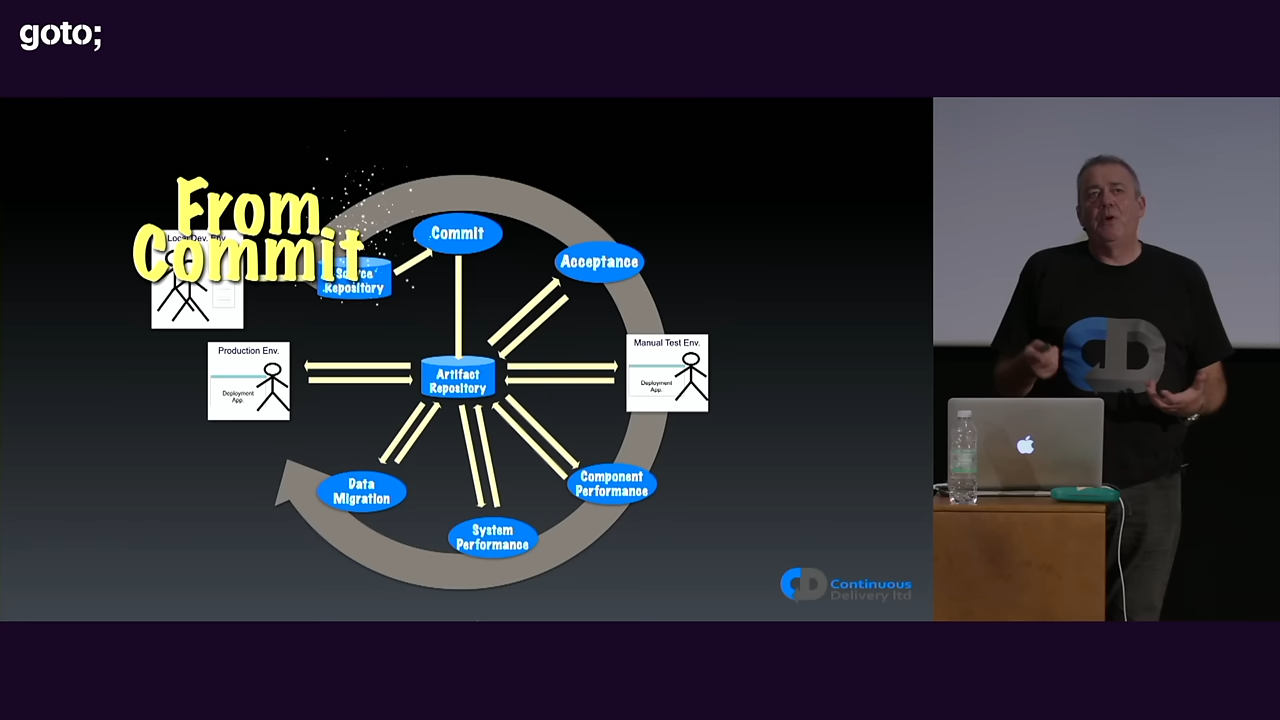 goto;
From
Commit
Local Dev. Env.
Source
Repository
Commit
Acceptance
Production Env.
Deployment
App.
Artifact
Repository
Manual Test Env.
Deployment
App.
Data
Migration
System
Performance
Component
Performance
Continuous
Delivery ltd
CD